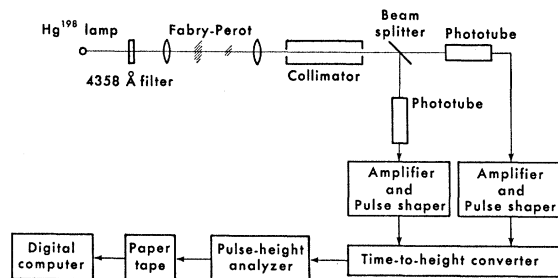 Hg¹⁹⁸ lamp
Fabry-Perot
Beam
splitter
Phototube
4358 Å filter
Collimator
Phototube
Amplifier
and
Pulse shaper
Amplifier
and
Pulse shaper
Digital
computer
Paper
tape
Pulse-height
analyzer
Time-to-height converter